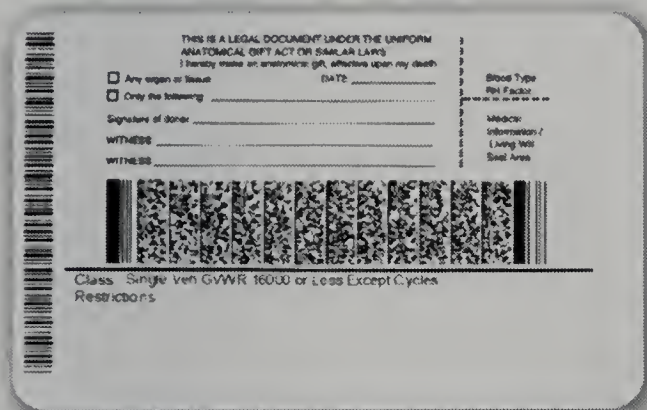 THIS IS A LEGAL DOCUMENT UNDER THE UNIFORM
ANATOMICAL GIFT ACT OR SIMILAR LAWS
I hereby make an anatomical gift, effective upon my death
Any organ or tissue DATE
Only the following
Signature of donor
WITNESS
WITNESS
Blood Type
RH Factor
Medical
Information /
Living Will
Seal Area
Class Single Veh GVWR 16000 or Less Except Cycles
Restrictions